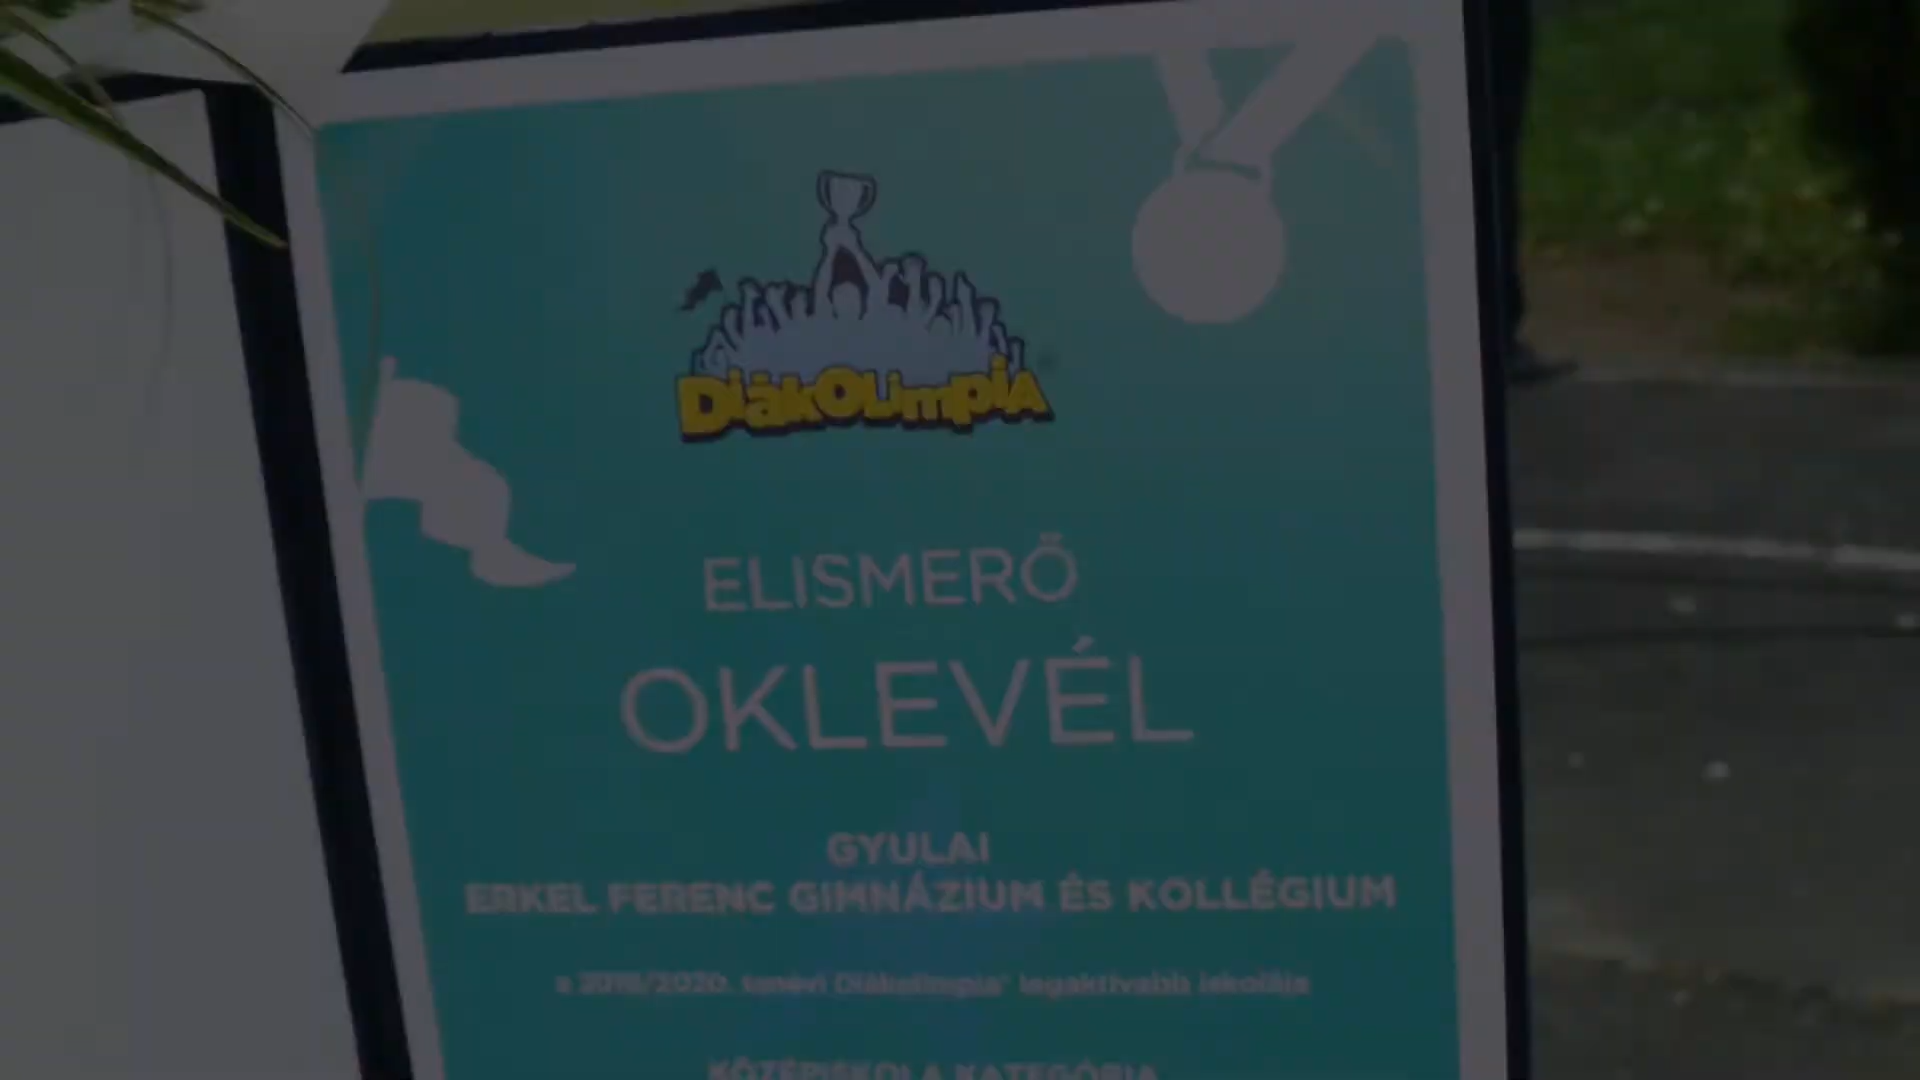 DiákOLimpiA
ELISMERŐ
OKLEVÉL
GYULAI
ERKEL FERENC GIMNÁZIUM ÉS KOLLÉGIUM
a 2019/2020. tanévi Diákolimpia® legaktívabb iskolája
KÖZÉPISKOLA KATEGÓRIA